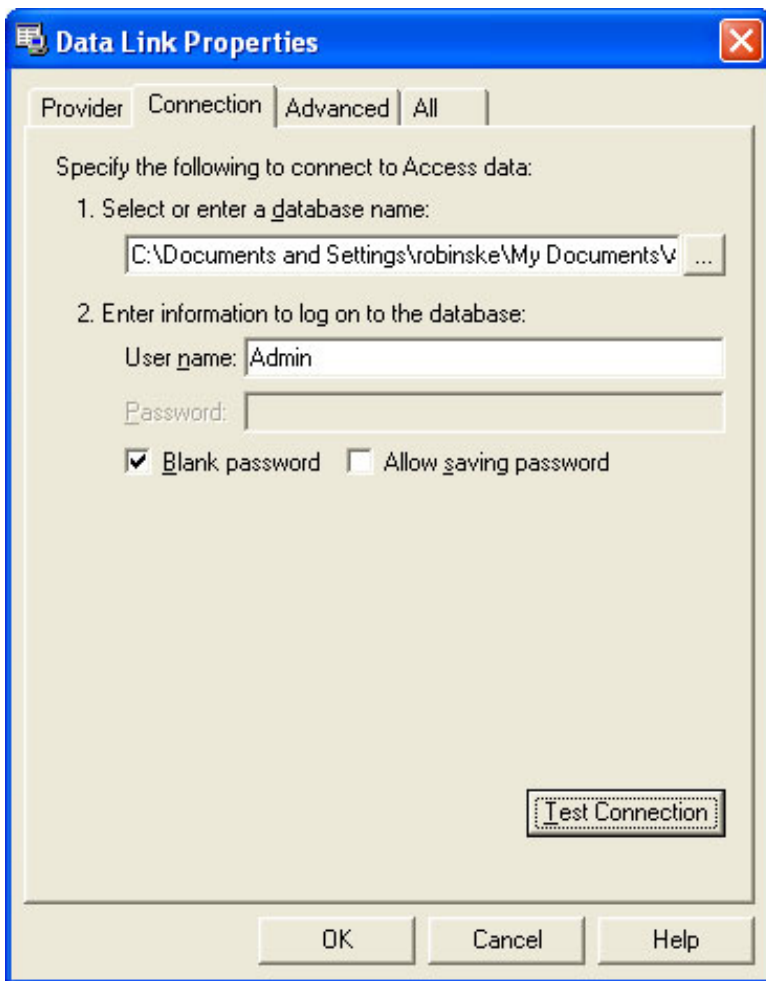 Data Link Properties
Provider Connection Advanced All
Specify the following to connect to Access data:
1. Select or enter a database name:
C:\Documents and Settings\robinske\My Documents\ ...
2. Enter information to log on to the database:
User name: Admin
Password:
Blank password Allow saving password
Test Connection
OK Cancel Help